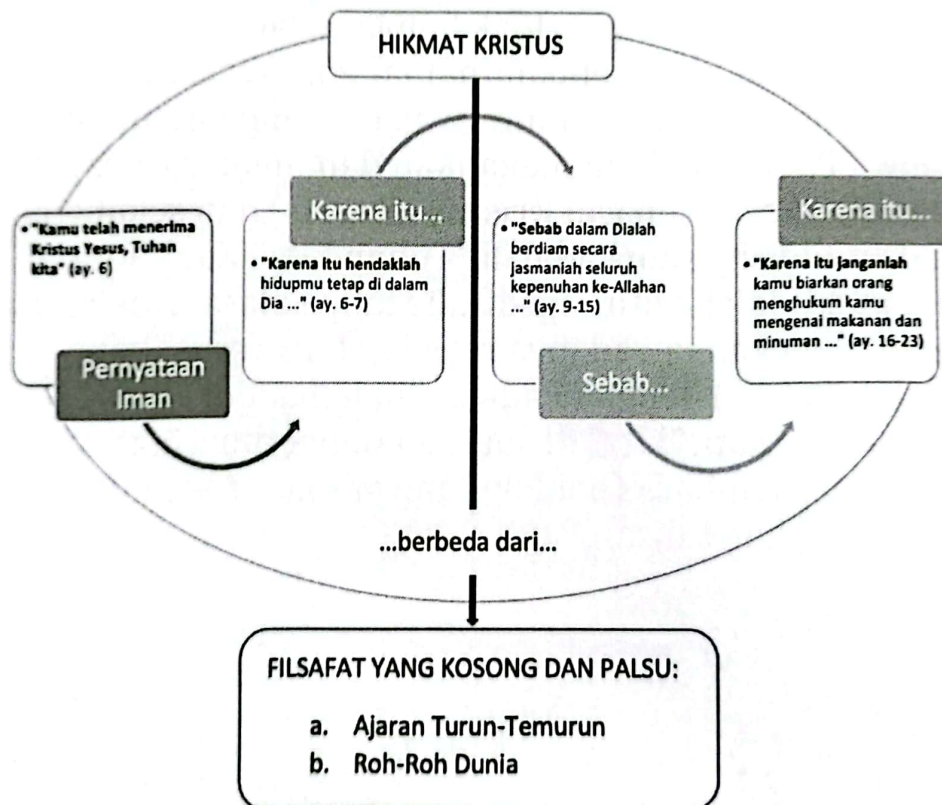 HIKMAT KRISTUS
• "Kamu telah menerima
Kristus Yesus, Tuhan
kita" (ay. 6)
Pernyataan
Iman
Karena itu...
• "Karena itu hendaklah
hidupmu tetap di dalam
Dia ..." (ay. 6-7)
• "Sebab dalam Dialah
berdiam secara
jasmaniah seluruh
kepenuhan ke-Allahan
..." (ay. 9-15)
Sebab...
Karena itu...
• "Karena itu janganlah
kamu biarkan orang
menghukum kamu
mengenai makanan dan
minuman ..." (ay. 16-23)
...berbeda dari...
FILSAFAT YANG KOSONG DAN PALSU:
a. Ajaran Turun-Temurun
b. Roh-Roh Dunia